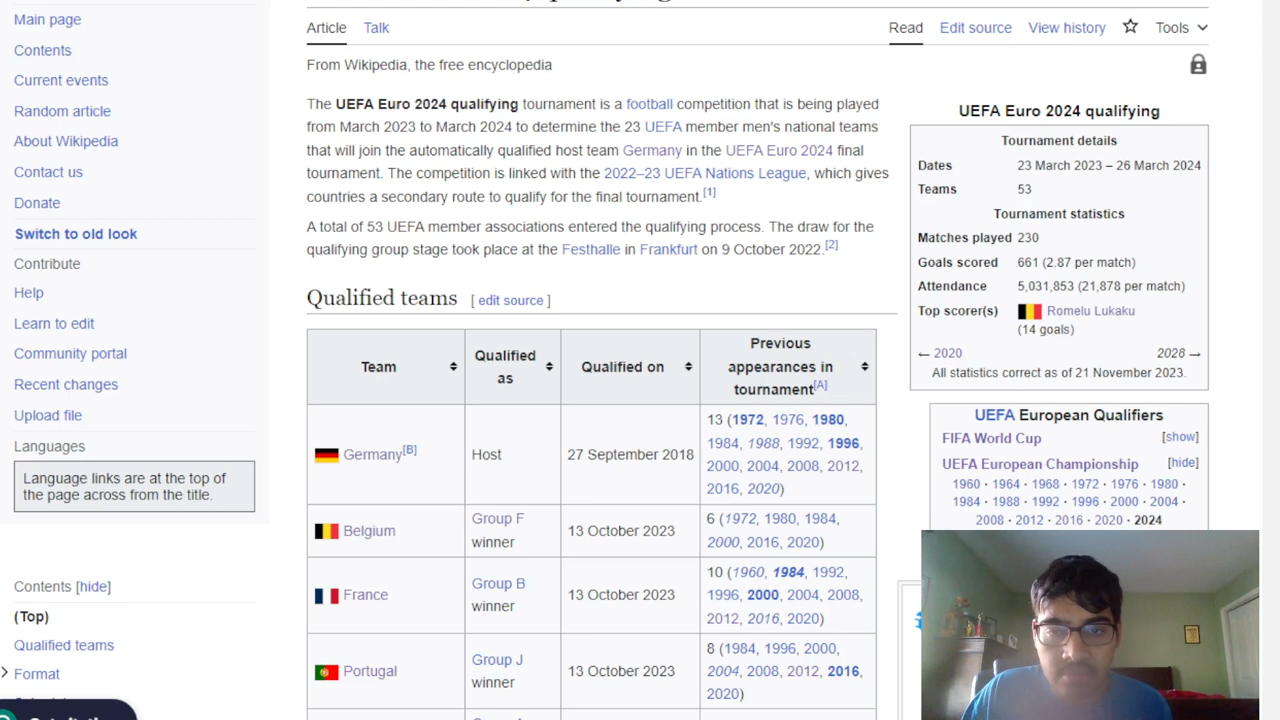 Main page
Contents
Current events
Random article
About Wikipedia
Contact us
Donate
Switch to old look
Contribute
Help
Learn to edit
Community portal
Recent changes
Upload file
Languages
Language links are at the top of
the page across from the title.
Contents [hide]
(Top)
Qualified teams
Format
Article Talk
Read Edit source View history Tools
From Wikipedia, the free encyclopedia
The UEFA Euro 2024 qualifying tournament is a football competition that is being played
from March 2023 to March 2024 to determine the 23 UEFA member men's national teams
that will join the automatically qualified host team Germany in the UEFA Euro 2024 final
tournament. The competition is linked with the 2022–23 UEFA Nations League, which gives
countries a secondary route to qualify for the final tournament.[1]
A total of 53 UEFA member associations entered the qualifying process. The draw for the
qualifying group stage took place at the Festhalle in Frankfurt on 9 October 2022.[2]
Qualified teams [ edit source ]
Team
Qualified
as
Qualified on
Previous
appearances in
tournament[A]
Germany[B]
Host
27 September 2018
13 (1972, 1976, 1980,
1984, 1988, 1992, 1996,
2000, 2004, 2008, 2012,
2016, 2020)
Belgium
Group F
winner
13 October 2023
6 (1972, 1980, 1984,
2000, 2016, 2020)
France
Group B
winner
13 October 2023
10 (1960, 1984, 1992,
1996, 2000, 2004, 2008,
2012, 2016, 2020)
Portugal
Group J
winner
13 October 2023
8 (1984, 1996, 2000,
2004, 2008, 2012, 2016,
2020)
UEFA Euro 2024 qualifying
Tournament details
Dates 23 March 2023 – 26 March 2024
Teams 53
Tournament statistics
Matches played 230
Goals scored 661 (2.87 per match)
Attendance 5,031,853 (21,878 per match)
Top scorer(s) Romelu Lukaku
(14 goals)
← 2020 2028 →
All statistics correct as of 21 November 2023.
UEFA European Qualifiers
FIFA World Cup [show]
UEFA European Championship [hide]
1960 · 1964 · 1968 · 1972 · 1976 · 1980 ·
1984 · 1988 · 1992 · 1996 · 2000 · 2004 ·
2008 · 2012 · 2016 · 2020 · 2024